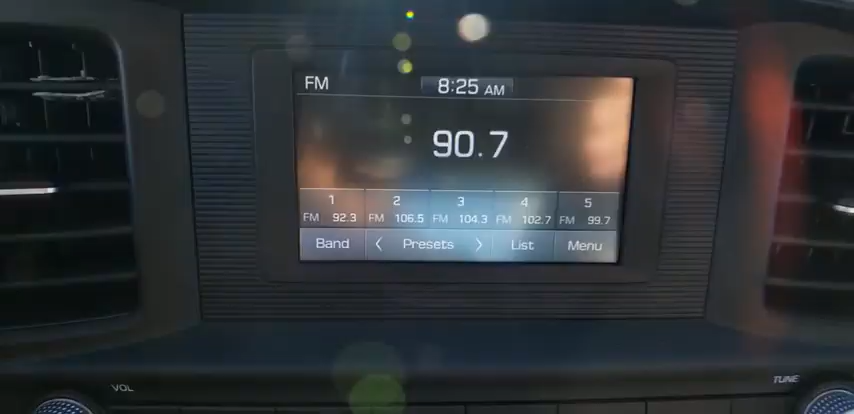 FM 8:25 AM
90.7
1 2 3 4 5
FM 92.3 FM 106.5 FM 104.3 FM 102.7 FM 99.7
Band < Presets > List Menu
VOL TUNE